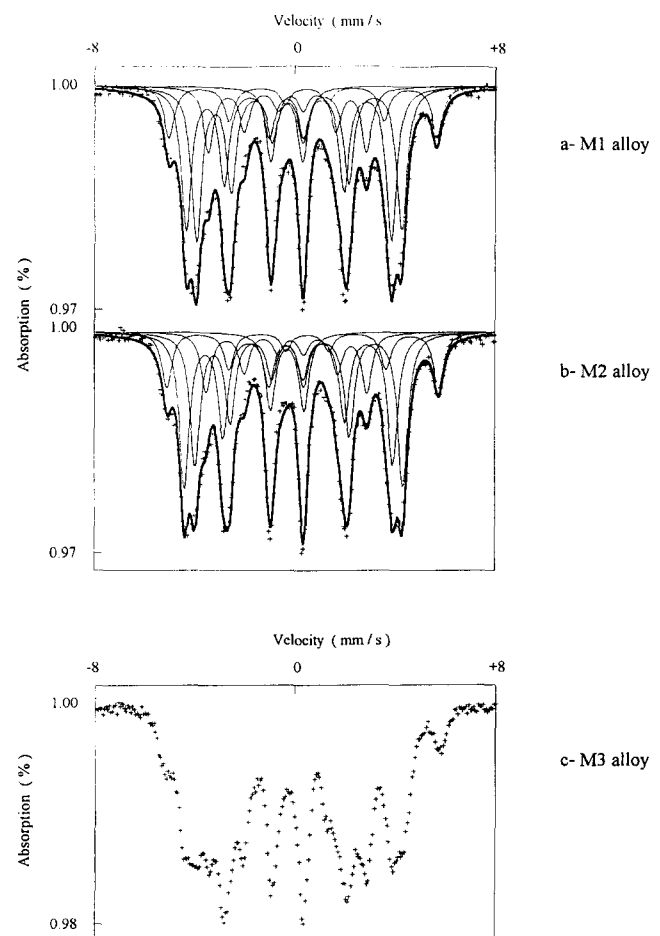 Velocity ( mm / s
-8 0 +8
1.00
a- M1 alloy
0.97
1.00
Absorption ( % )
b- M2 alloy
0.97
Velocity ( mm / s )
-8 0 +8
1.00
c- M3 alloy
Absorption ( % )
0.98